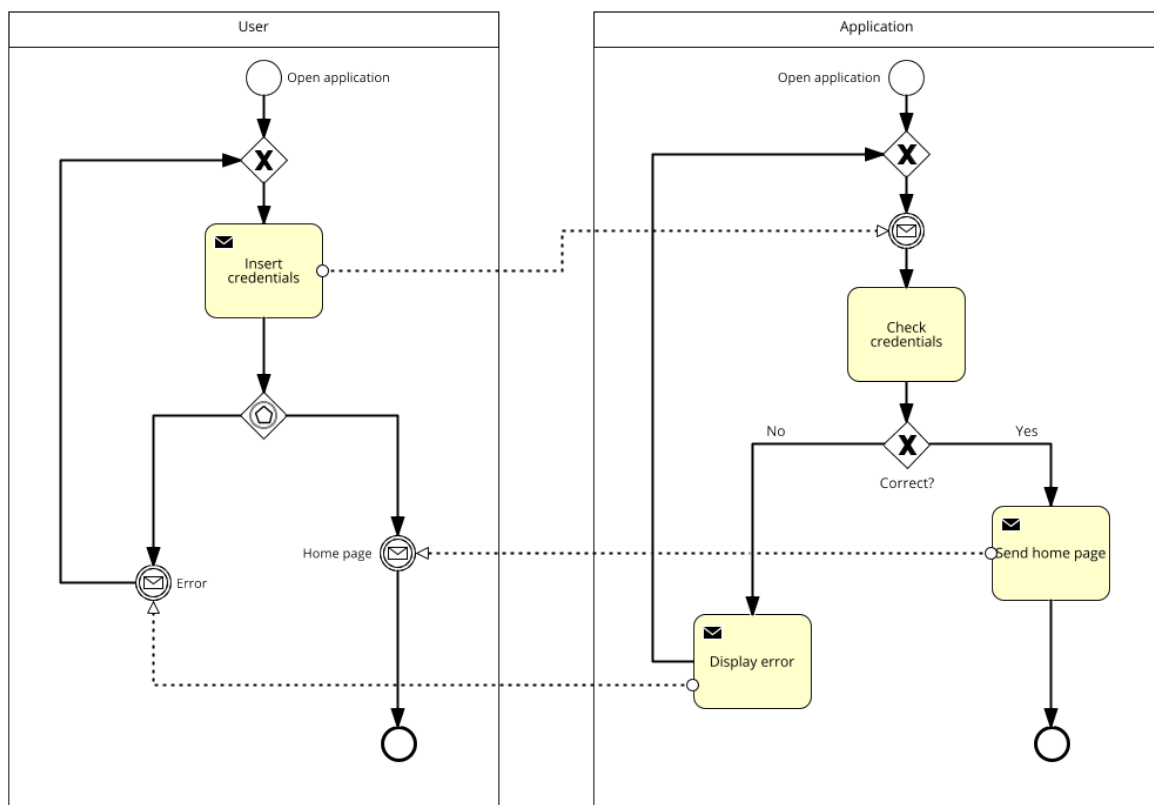 User
Application
Open application
Open application
Insert
credentials
Check
credentials
No
Yes
Correct?
Home page
Send home page
Error
Display error